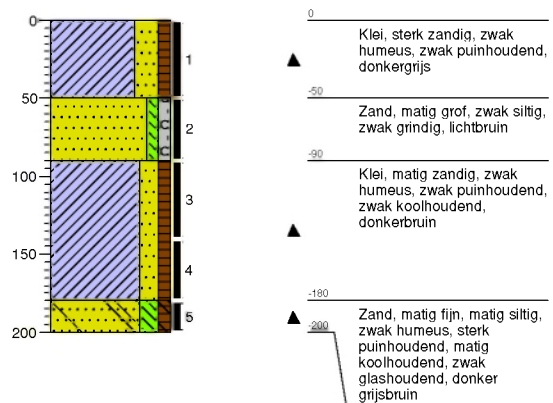 0
50
100
150
200
1
2
3
4
5
0
Klei, sterk zandig, zwak
humeus, zwak puinhoudend,
donkergrijs
-50
Zand, matig grof, zwak siltig,
zwak grindig, lichtbruin
-90
Klei, matig zandig, zwak
humeus, zwak puinhoudend,
zwak koolhoudend,
donkerbruin
-180
Zand, matig fijn, matig siltig,
zwak humeus, sterk
puinhoudend, matig
koolhoudend, zwak
glashoudend, donker
grijsbruin
-200